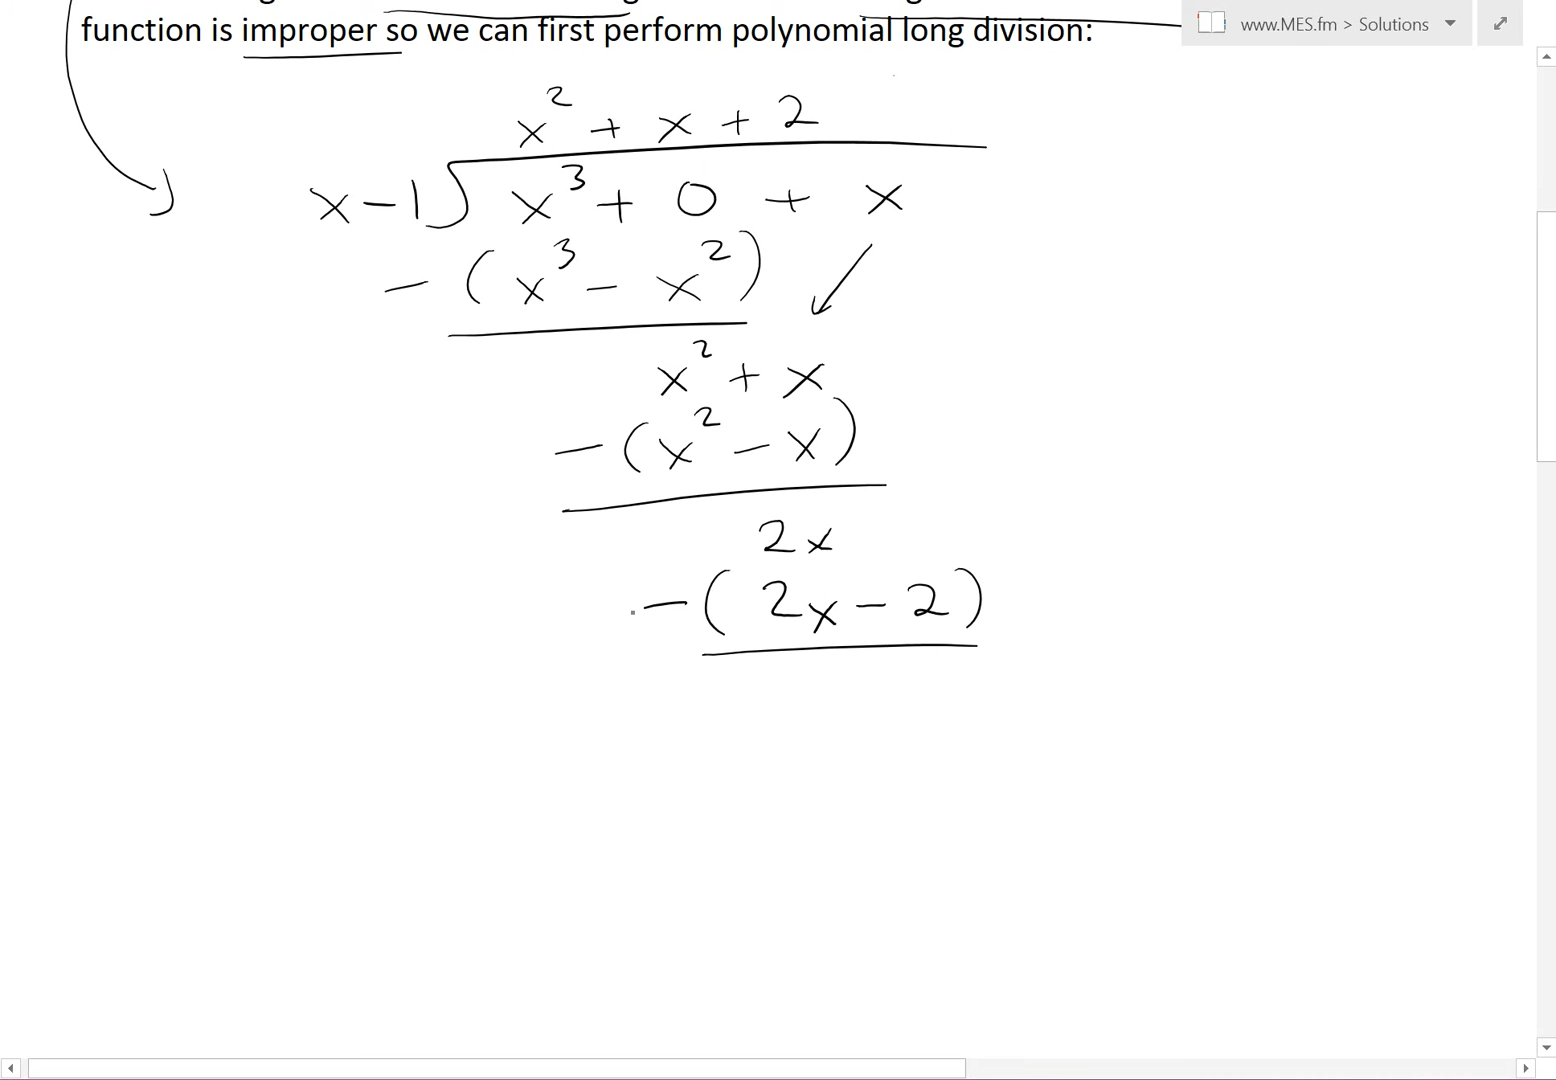 www.MES.fm > Solutions
function is improper so we can first perform polynomial long division:
x² + x + 2
x - 1 x³ + 0 + x
- (x³ - x²)
x² + x
- (x² - x)
2x
- (2x - 2)